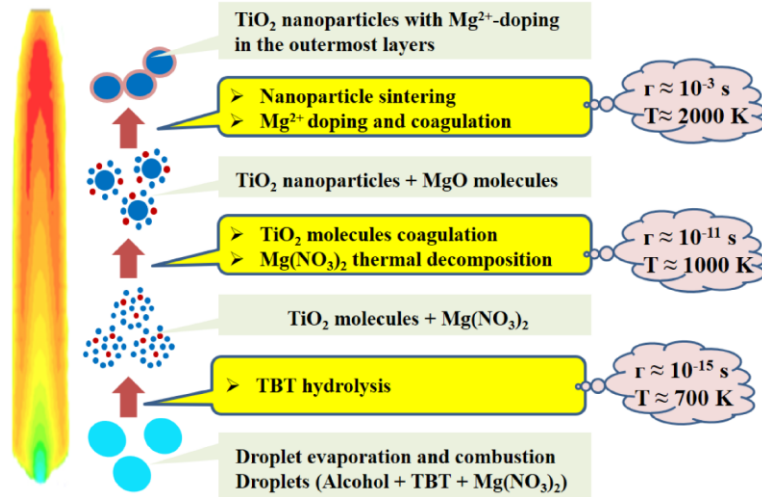 TiO₂ nanoparticles with Mg²⁺-doping
in the outermost layers
➢ Nanoparticle sintering
➢ Mg²⁺ doping and coagulation
τ ≈ 10⁻³ s
T≈ 2000 K
TiO₂ nanoparticles + MgO molecules
➢ TiO₂ molecules coagulation
➢ Mg(NO₃)₂ thermal decomposition
τ ≈ 10⁻¹¹ s
T ≈ 1000 K
TiO₂ molecules + Mg(NO₃)₂
➢ TBT hydrolysis
τ ≈ 10⁻¹⁵ s
T ≈ 700 K
Droplet evaporation and combustion
Droplets (Alcohol + TBT + Mg(NO₃)₂)